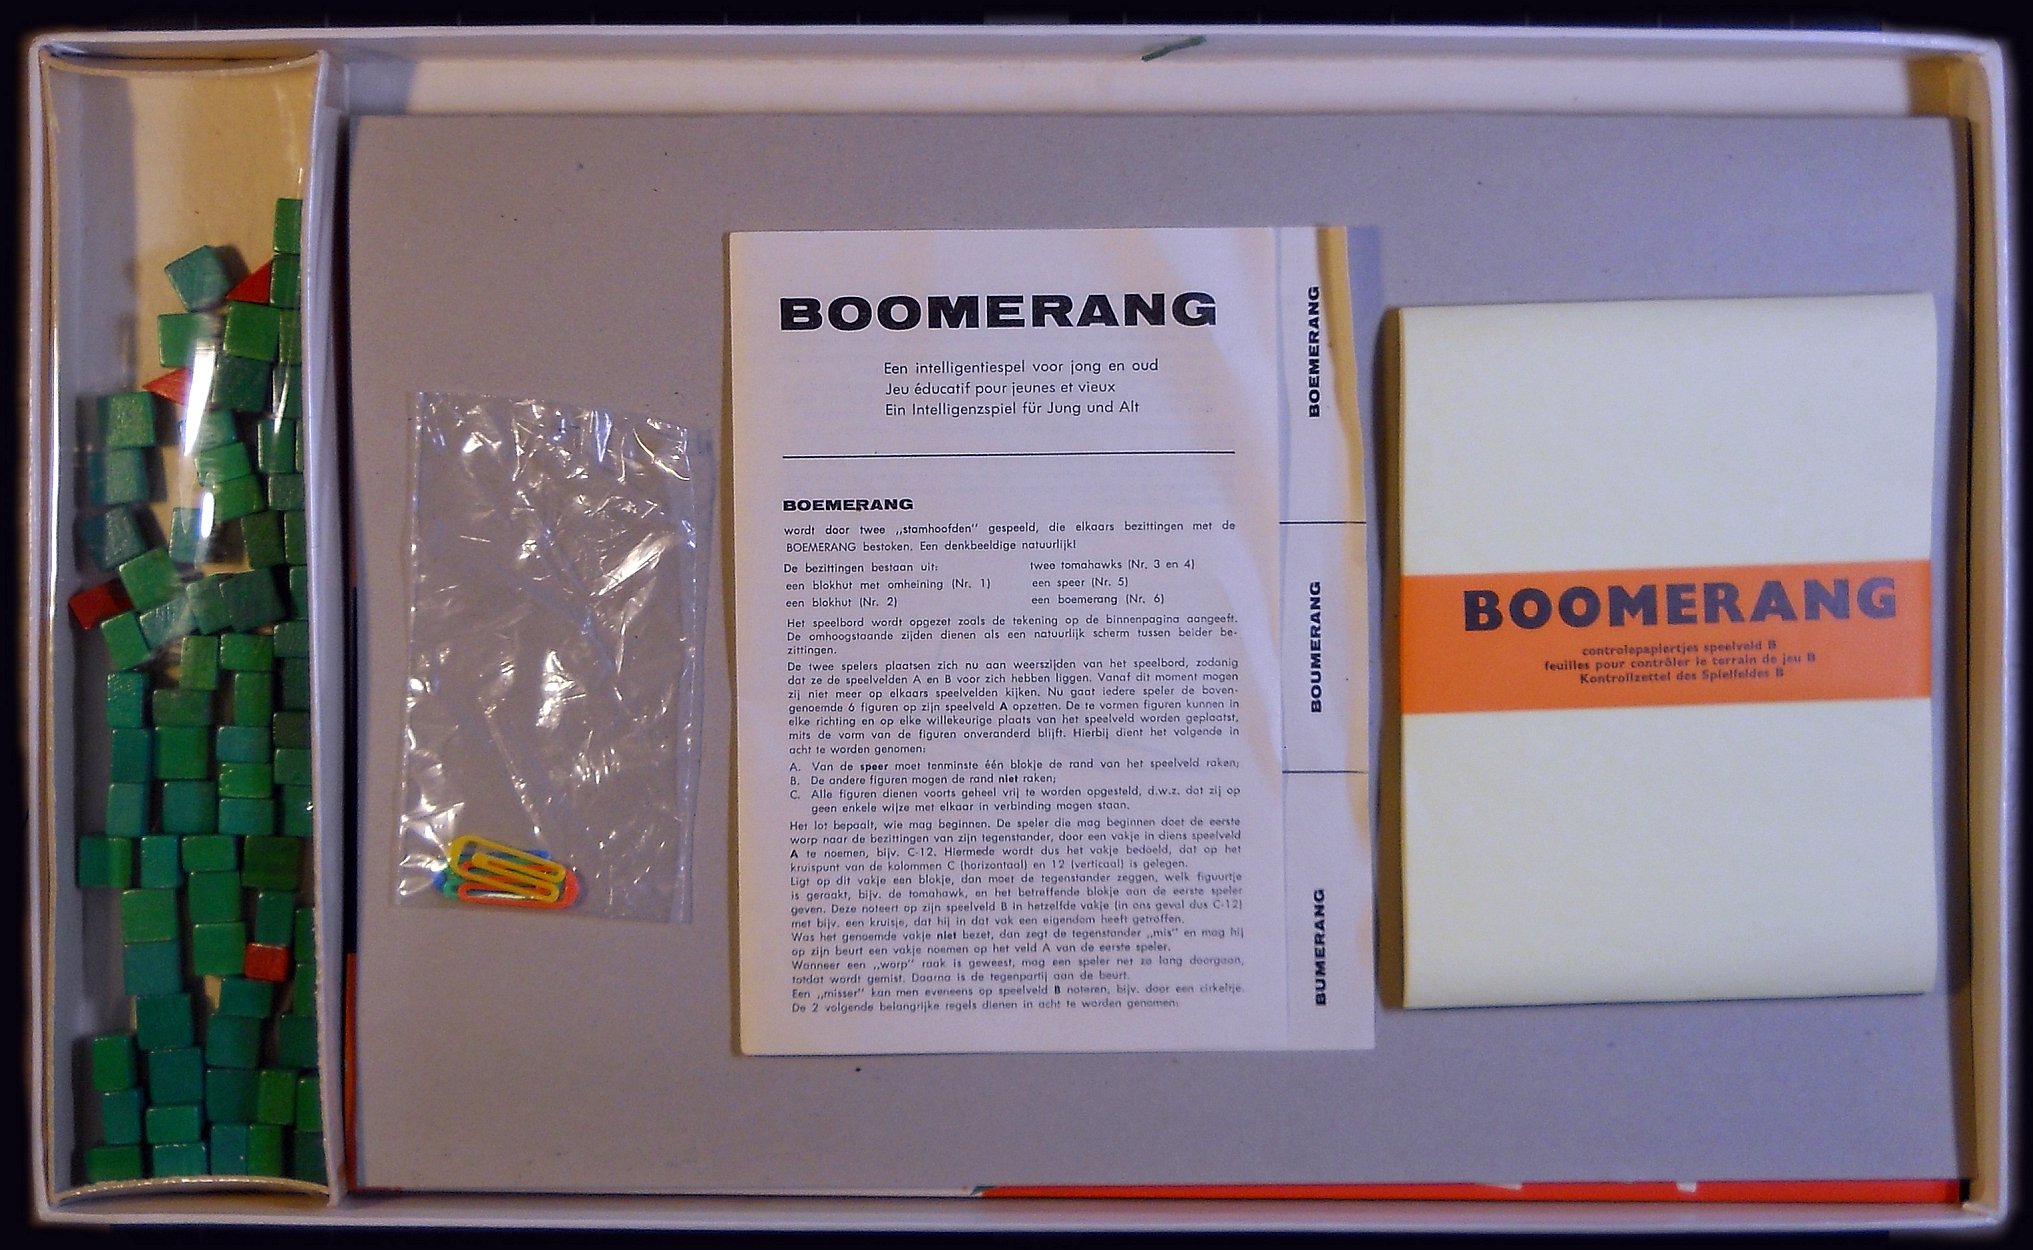 BOOMERANG
Een intelligentiespel voor jong en oud
Jeu éducatif pour jeunes et vieux
Ein Intelligenzspiel für Jung und Alt
BOEMERANG
wordt door twee „stamhoofden” gespeeld, die elkaars bezittingen met de
BOEMERANG bestoken. Een denkbeeldige natuurlijk!
De bezittingen bestaan uit:
een blokhut met omheining (Nr. 1)
een blokhut (Nr. 2)
twee tomahawks (Nr. 3 en 4)
een speer (Nr. 5)
een boemerang (Nr. 6)
Het speelbord wordt opgezet zoals de tekening op de binnenpagina aangeeft.
De omhoogstaande zijden dienen als een natuurlijk scherm tussen beider be-
zittingen.
De twee spelers plaatsen zich nu aan weerszijden van het speelbord, zodanig
dat ze de speelvelden A en B voor zich hebben liggen. Vanaf dit moment mogen
zij niet meer op elkaars speelvelden kijken. Nu gaat iedere speler de boven-
genoemde 6 figuren op zijn speelveld A opzetten. De te vormen figuren kunnen in
elke richting en op elke willekeurige plaats van het speelveld worden geplaatst,
mits de vorm van de figuren onveranderd blijft. Hierbij dient het volgende in
acht te worden genomen:
A. Van de speer moet tenminste één blokje de rand van het speelveld raken;
B. De andere figuren mogen de rand niet raken;
C. Alle figuren dienen voorts geheel vrij te worden opgesteld, d.w.z. dat zij op
geen enkele wijze met elkaar in verbinding mogen staan.
Het lot bepaalt, wie mag beginnen. De speler die mag beginnen doet de eerste
worp naar de bezittingen van zijn tegenstander, door een vakje in diens speelveld
A te noemen, bijv. C-12. Hiermede wordt dus het vakje bedoeld, dat op het
kruispunt van de kolommen C (horizontaal) en 12 (verticaal) is gelegen.
Ligt op dit vakje een blokje, dan moet de tegenstander zeggen, welk figuurtje
is geraakt, bijv. de tomahawk, en het betreffende blokje aan de eerste speler
geven. Deze noteert op zijn speelveld B in hetzelfde vakje (in ons geval dus C-12)
met bijv. een kruisje, dat hij in dat vak een eigendom heeft getroffen.
Was het genoemde vakje niet bezet, dan zegt de tegenstander „mis” en mag hij
op zijn beurt een vakje noemen op het veld A van de eerste speler.
Wanneer een „worp” raak is geweest, mag een speler net zo lang doorgaan,
totdat wordt gemist. Daarna is de tegenpartij aan de beurt.
Een „misser” kan men eveneens op speelveld B noteren, bijv. door een cirkeltje.
De 2 volgende belangrijke regels dienen in acht te worden genomen:
BOEMERANG
BOUMERANG
BUMERANG
BOOMERANG
controlepapiertjes speelveld B
feuilles pour contrôler le terrain de jeu B
Kontrollzettel des Spielfeldes B